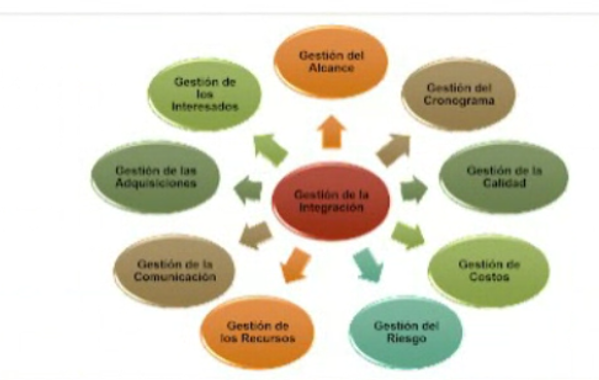 Gestión del
Alcance
Gestión del
Cronograma
Gestión de la
Calidad
Gestión de
Costos
Gestión del
Riesgo
Gestión de
los Recursos
Gestión de la
Comunicación
Gestión de las
Adquisiciones
Gestión de
los
Interesados
Gestión de la
Integración